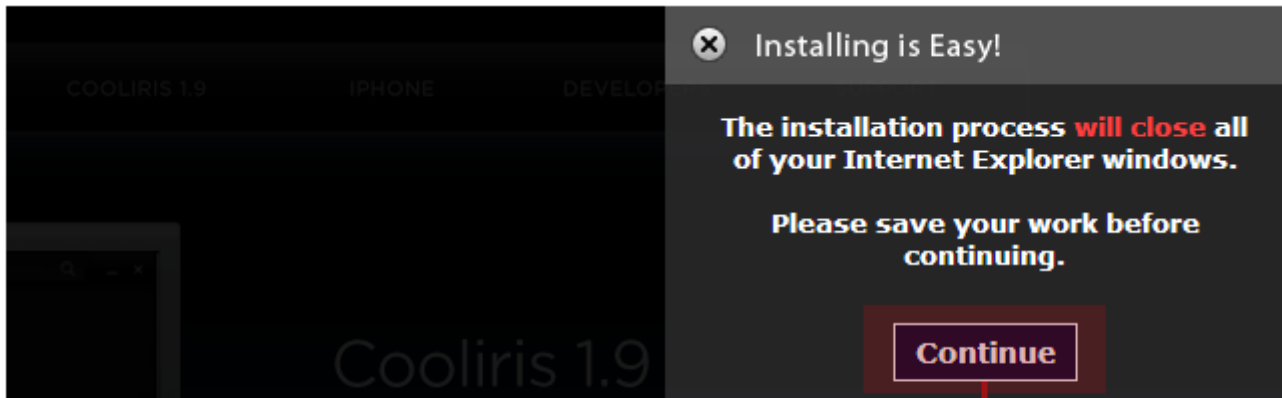 Installing is Easy!
COOLIRIS 1.9 IPHONE
The installation process will close all
of your Internet Explorer windows.
Please save your work before
continuing.
Cooliris 1.9
Continue